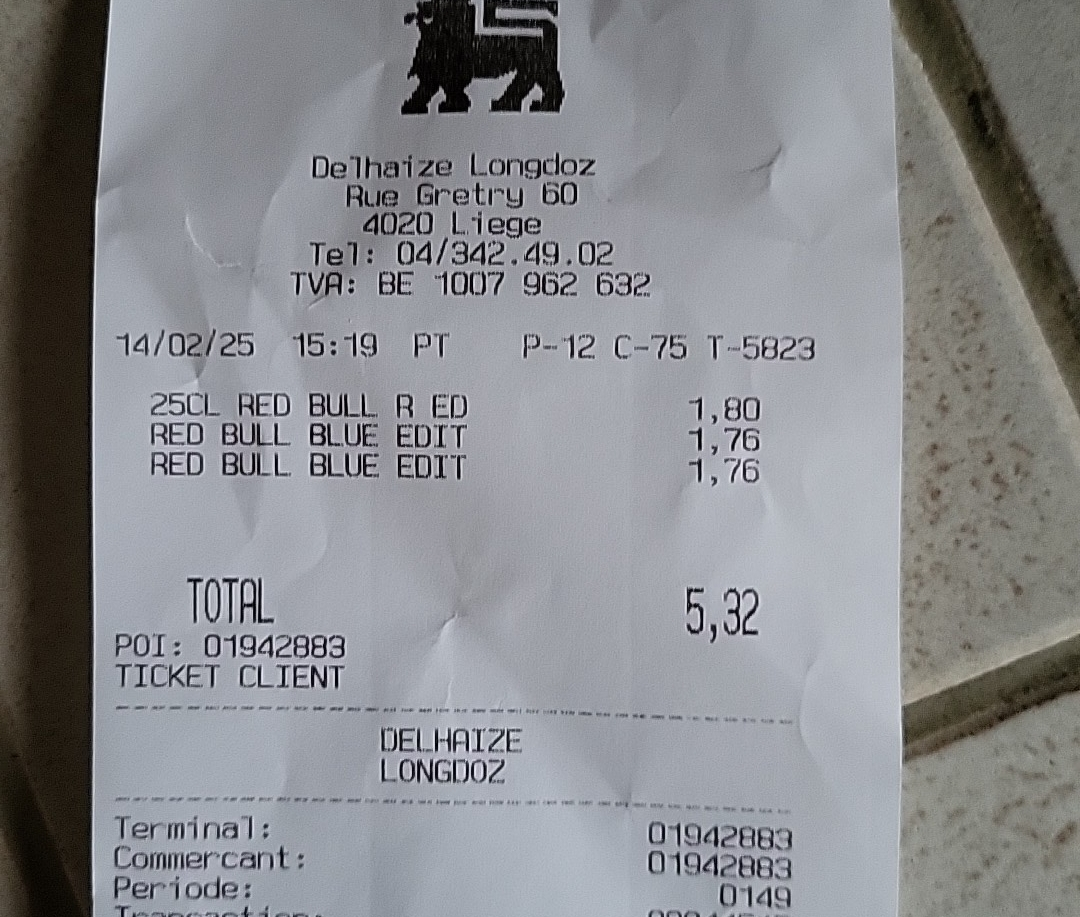 Delhaize Longdoz
Rue Gretry 60
4020 Liege
Tel: 04/342.49.02
TVA: BE 1007 962 632
14/02/25 15:19 PT P-12 C-75 T-5823
25CL RED BULL R ED 1,80
RED BULL BLUE EDIT 1,76
RED BULL BLUE EDIT 1,76
TOTAL 5,32
POI: 01942883
TICKET CLIENT
DELHAIZE
LONGDOZ
Terminal: 01942883
Commercant: 01942883
Periode: 0149